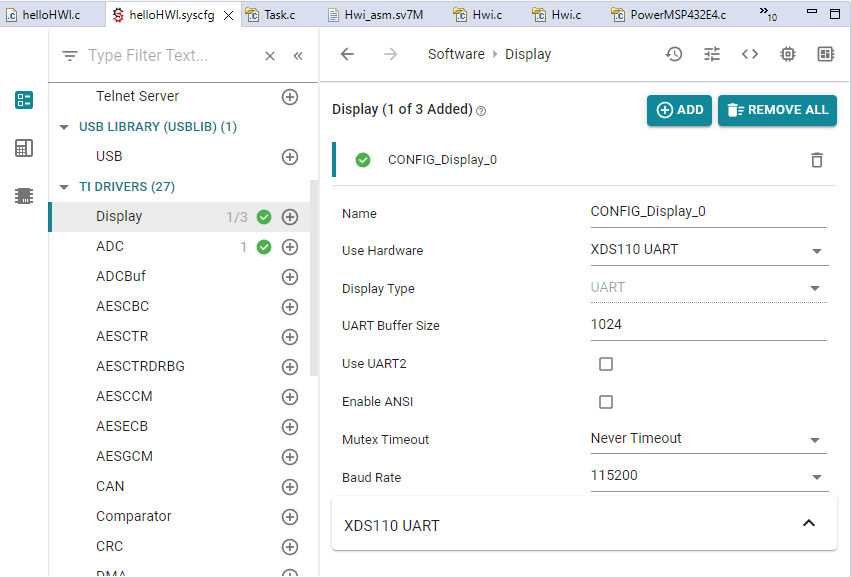 helloHWI.c
helloHWI.syscfg
Task.c
Hwi_asm.sv7M
Hwi.c
Hwi.c
PowerMSP432E4.c
»10
Type Filter Text...
«
Software
Display
Telnet Server
USB LIBRARY (USBLIB) (1)
USB
TI DRIVERS (27)
Display 1/3
ADC 1
ADCBuf
AESCBC
AESCTR
AESCTRDRBG
AESCCM
AESECB
AESGCM
CAN
Comparator
CRC
DMA
Display (1 of 3 Added)
ADD
REMOVE ALL
CONFIG_Display_0
Name CONFIG_Display_0
Use Hardware XDS110 UART
Display Type UART
UART Buffer Size 1024
Use UART2
Enable ANSI
Mutex Timeout Never Timeout
Baud Rate 115200
XDS110 UART